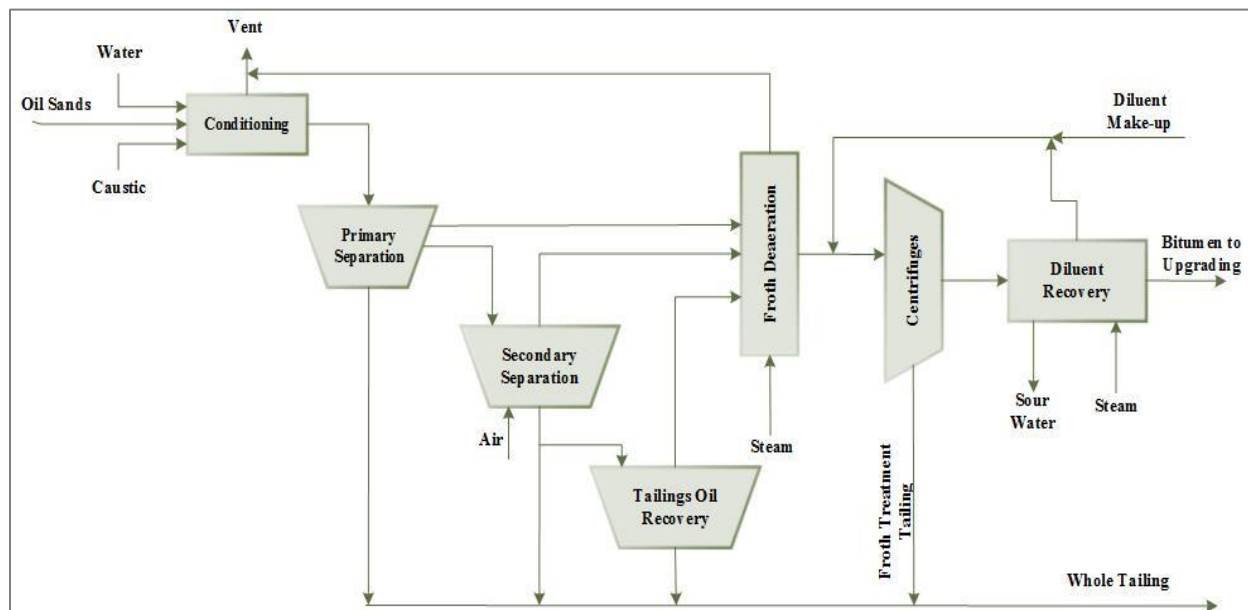 Vent
Water
Oil Sands
Conditioning
Caustic
Diluent
Make-up
Primary
Separation
Froth Deaeration
Centrifuges
Bitumen to
Upgrading
Diluent
Recovery
Secondary
Separation
Air
Steam
Sour
Water
Steam
Tailings Oil
Recovery
Froth Treatment
Tailing
Whole Tailing